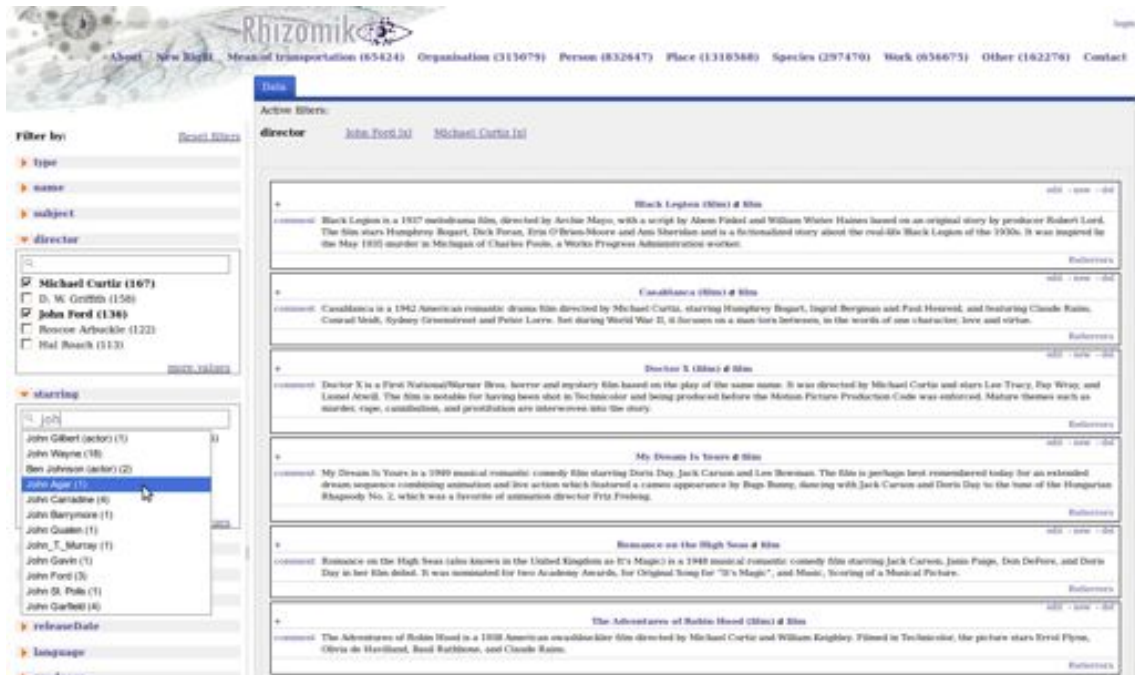 Rhizomik
About New Right Mean of transportation (65424) Organisation (315079) Person (832647) Place (1318568) Species (297470) Work (656675) Other (162276) Contact
Data
Active filters:
director John Ford [x] Michael Curtiz [x]
Filter by: Reset filters
type
name
subject
director
Michael Curtiz (167)
D. W. Griffith (158)
John Ford (136)
Roscoe Arbuckle (122)
Hal Roach (113)
more values
starring
joh
John Gilbert (actor) (1)
John Wayne (18)
Ben Johnson (actor) (2)
John Agar (1)
John Carradine (4)
John Barrymore (1)
John Qualen (1)
John_T._Murray (1)
John Gavin (1)
John Ford (3)
John St. Polis (1)
John Garfield (4)
releaseDate
language
edit - new - del
+ Black Legion (film) a film
comment Black Legion is a 1937 melodrama film, directed by Archie Mayo, with a script by Abem Finkel and William Wister Haines based on an original story by producer Robert Lord.
The film stars Humphrey Bogart, Dick Foran, Erin O'Brien-Moore and Ann Sheridan and is a fictionalized story about the real-life Black Legion of the 1930s. It was inspired by
the May 1935 murder in Michigan of Charles Poole, a Works Progress Administration worker.
Referrers
edit - new - del
+ Casablanca (film) a film
comment Casablanca is a 1942 American romantic drama film directed by Michael Curtiz, starring Humphrey Bogart, Ingrid Bergman and Paul Henreid, and featuring Claude Rains,
Conrad Veidt, Sydney Greenstreet and Peter Lorre. Set during World War II, it focuses on a man torn between, in the words of one character, love and virtue.
Referrers
edit - new - del
+ Doctor X (film) a film
comment Doctor X is a First National/Warner Bros. horror and mystery film based on the play of the same name. It was directed by Michael Curtiz and stars Lee Tracy, Fay Wray, and
Lionel Atwill. The film is notable for having been shot in Technicolor and being produced before the Motion Picture Production Code was enforced. Mature themes such as
murder, rape, cannibalism, and prostitution are interwoven into the story.
Referrers
edit - new - del
+ My Dream Is Yours a film
comment My Dream Is Yours is a 1949 musical romantic comedy film starring Doris Day, Jack Carson and Lee Bowman. The film is perhaps best remembered today for an extended
dream sequence combining animation and live action which featured a cameo appearance by Bugs Bunny, dancing with Jack Carson and Doris Day to the tune of the Hungarian
Rhapsody No. 2, which was a favorite of animation director Friz Freleng.
Referrers
edit - new - del
+ Romance on the High Seas a film
comment Romance on the High Seas (also known in the United Kingdom as It's Magic) is a 1948 musical romantic comedy film starring Jack Carson, Janis Paige, Don DeFore, and Doris
Day in her film debut. It was nominated for two Academy Awards, for Original Song for "It's Magic", and Music, Scoring of a Musical Picture.
Referrers
edit - new - del
+ The Adventures of Robin Hood (film) a film
comment The Adventures of Robin Hood is a 1938 American swashbuckler film directed by Michael Curtiz and William Keighley. Filmed in Technicolor, the picture stars Errol Flynn,
Olivia de Havilland, Basil Rathbone, and Claude Rains.
Referrers